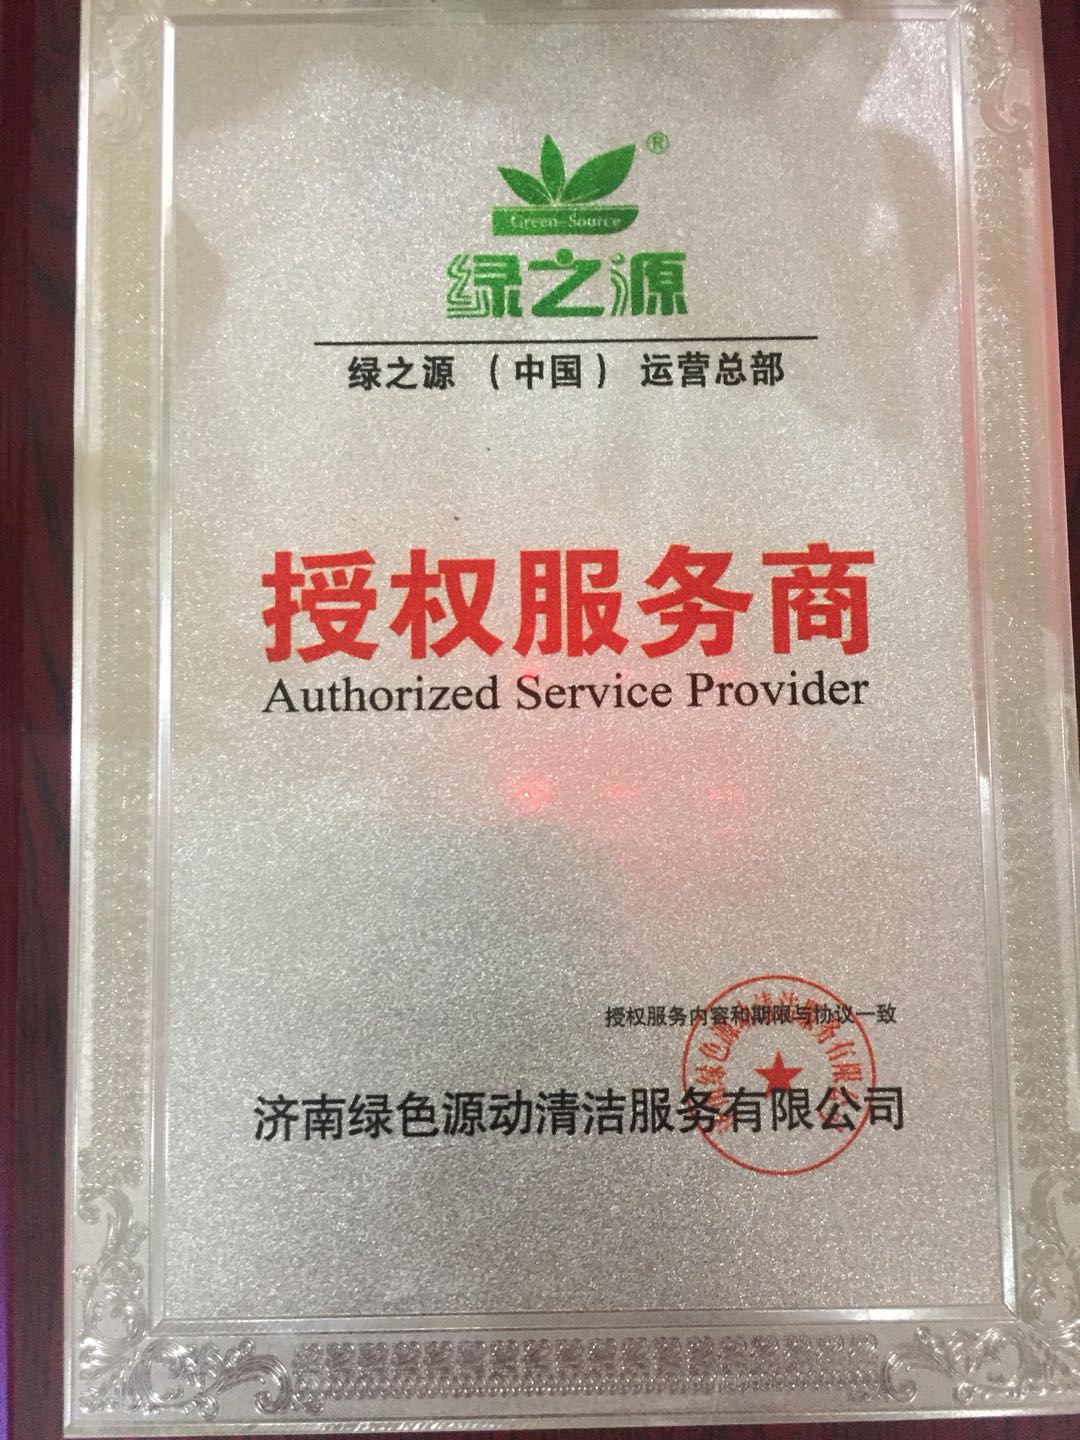 ®
Green-Source
绿之源
绿之源（中国）运营总部
授权服务商
Authorized Service Provider
授权服务内容和期限与协议一致
济南绿色源动清洁服务有限公司